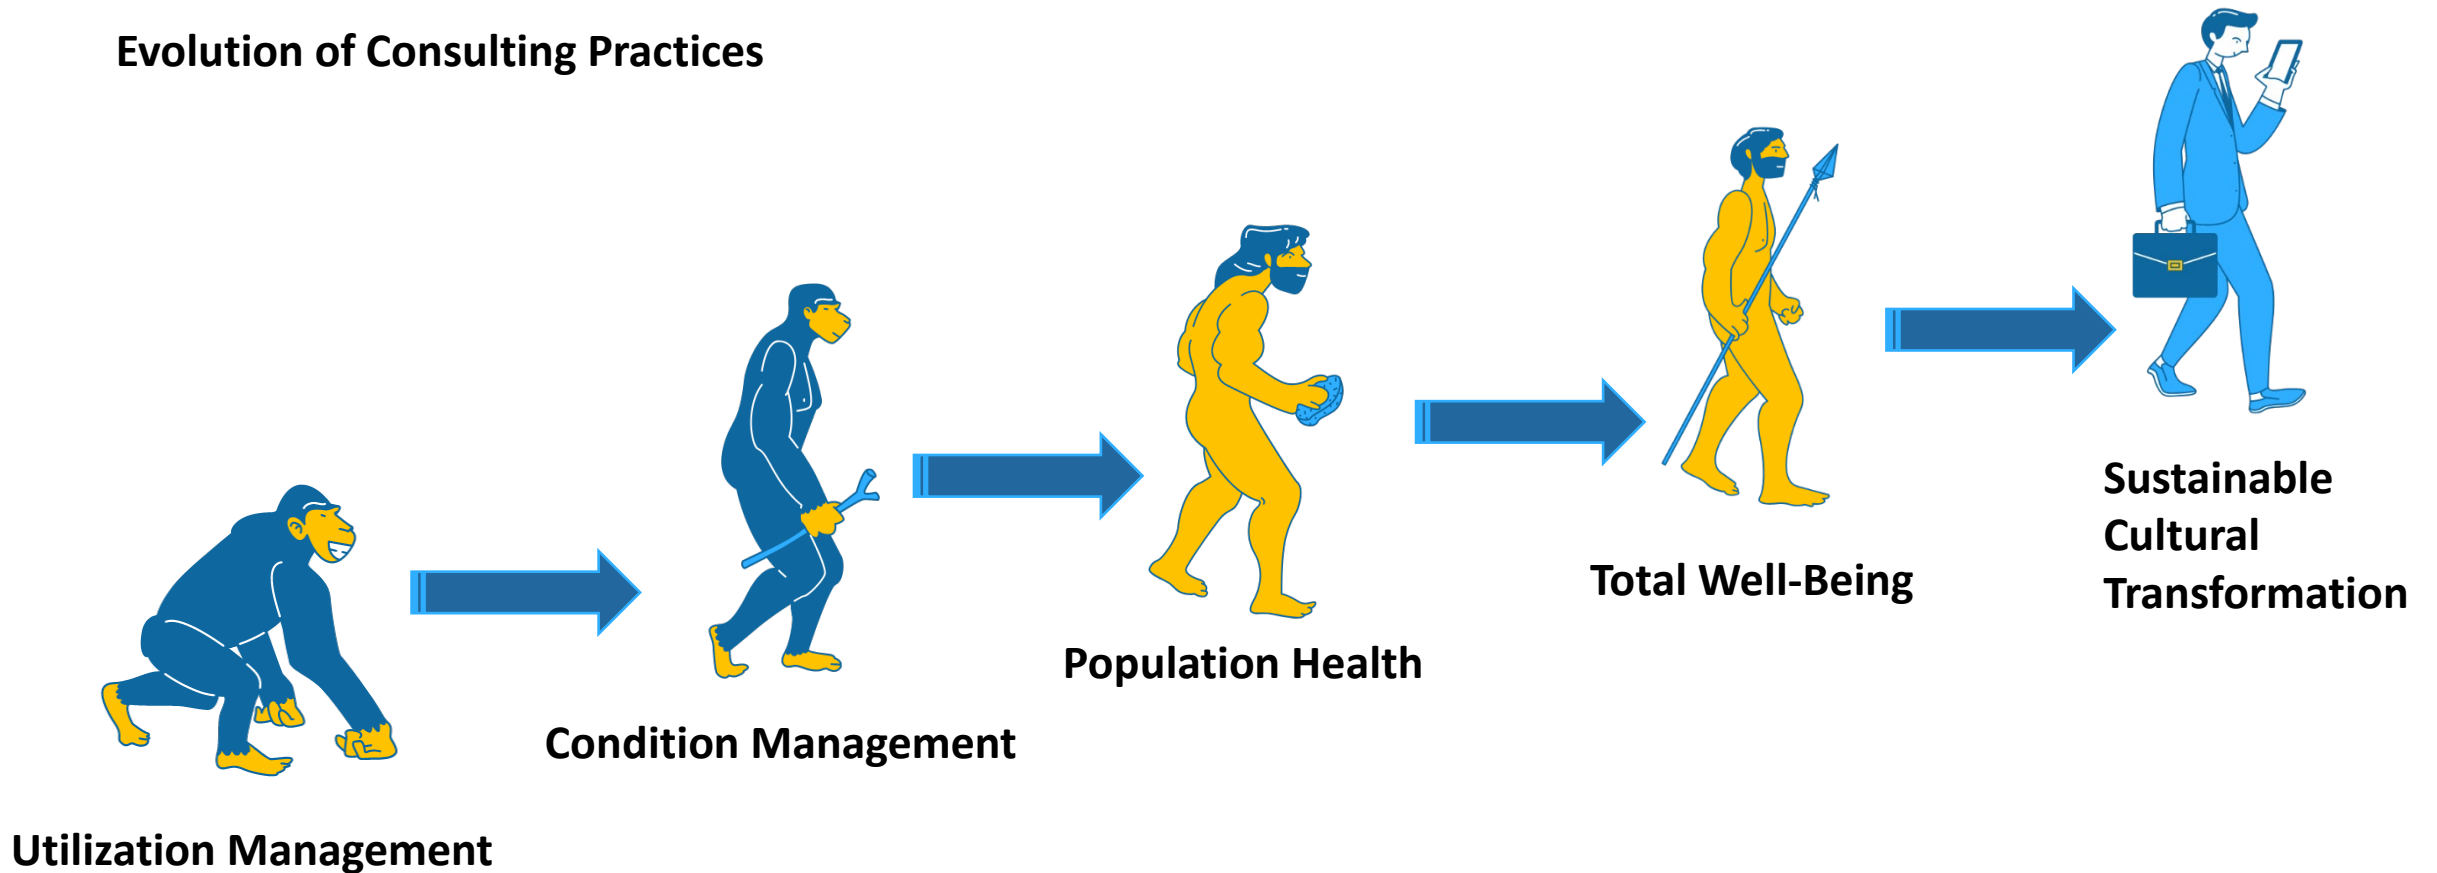 Evolution of Consulting Practices
Utilization Management
Condition Management
Population Health
Total Well-Being
Sustainable
Cultural
Transformation